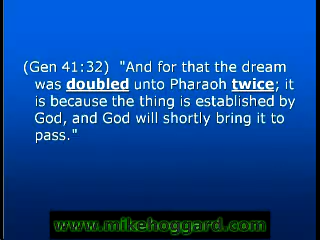 (Gen 41:32)  "And for that the dream
was doubled unto Pharaoh twice; it
is because the thing is established by
God, and God will shortly bring it to
pass."
www.mikehoggard.com